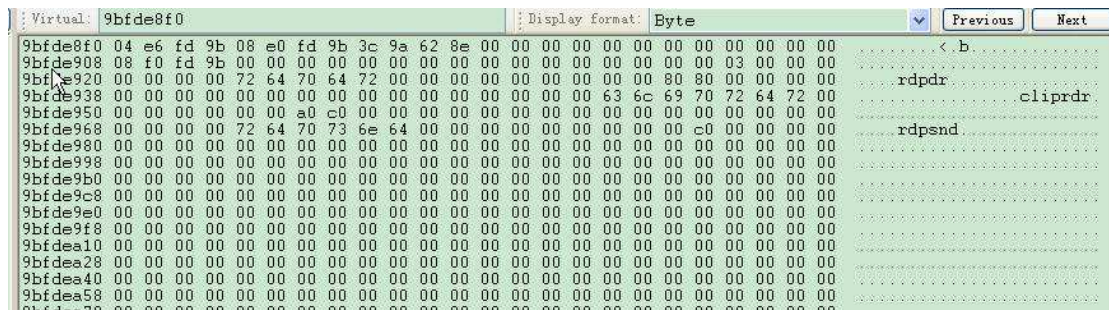 Virtual: 9bfde8f0 Display format: Byte Previous Next
9bfde8f0 04 e6 fd 9b 08 e0 fd 9b 3c 9a 62 8e 00 00 00 00 00 00 00 00 00 00 00 00 ........<.b.............
9bfde908 08 f0 fd 9b 00 00 00 00 00 00 00 00 00 00 00 00 00 00 00 00 03 00 00 00 ........................
9bfde920 00 00 00 00 72 64 70 64 72 00 00 00 00 00 00 00 00 00 80 80 00 00 00 00 ....rdpdr...............
9bfde938 00 00 00 00 00 00 00 00 00 00 00 00 00 00 00 00 63 6c 69 70 72 64 72 00 ................cliprdr.
9bfde950 00 00 00 00 00 00 a0 c0 00 00 00 00 00 00 00 00 00 00 00 00 00 00 00 00 ........................
9bfde968 00 00 00 00 72 64 70 73 6e 64 00 00 00 00 00 00 00 00 00 c0 00 00 00 00 ....rdpsnd..............
9bfde980 00 00 00 00 00 00 00 00 00 00 00 00 00 00 00 00 00 00 00 00 00 00 00 00 ........................
9bfde998 00 00 00 00 00 00 00 00 00 00 00 00 00 00 00 00 00 00 00 00 00 00 00 00 ........................
9bfde9b0 00 00 00 00 00 00 00 00 00 00 00 00 00 00 00 00 00 00 00 00 00 00 00 00 ........................
9bfde9c8 00 00 00 00 00 00 00 00 00 00 00 00 00 00 00 00 00 00 00 00 00 00 00 00 ........................
9bfde9e0 00 00 00 00 00 00 00 00 00 00 00 00 00 00 00 00 00 00 00 00 00 00 00 00 ........................
9bfde9f8 00 00 00 00 00 00 00 00 00 00 00 00 00 00 00 00 00 00 00 00 00 00 00 00 ........................
9bfdea10 00 00 00 00 00 00 00 00 00 00 00 00 00 00 00 00 00 00 00 00 00 00 00 00 ........................
9bfdea28 00 00 00 00 00 00 00 00 00 00 00 00 00 00 00 00 00 00 00 00 00 00 00 00 ........................
9bfdea40 00 00 00 00 00 00 00 00 00 00 00 00 00 00 00 00 00 00 00 00 00 00 00 00 ........................
9bfdea58 00 00 00 00 00 00 00 00 00 00 00 00 00 00 00 00 00 00 00 00 00 00 00 00 ........................